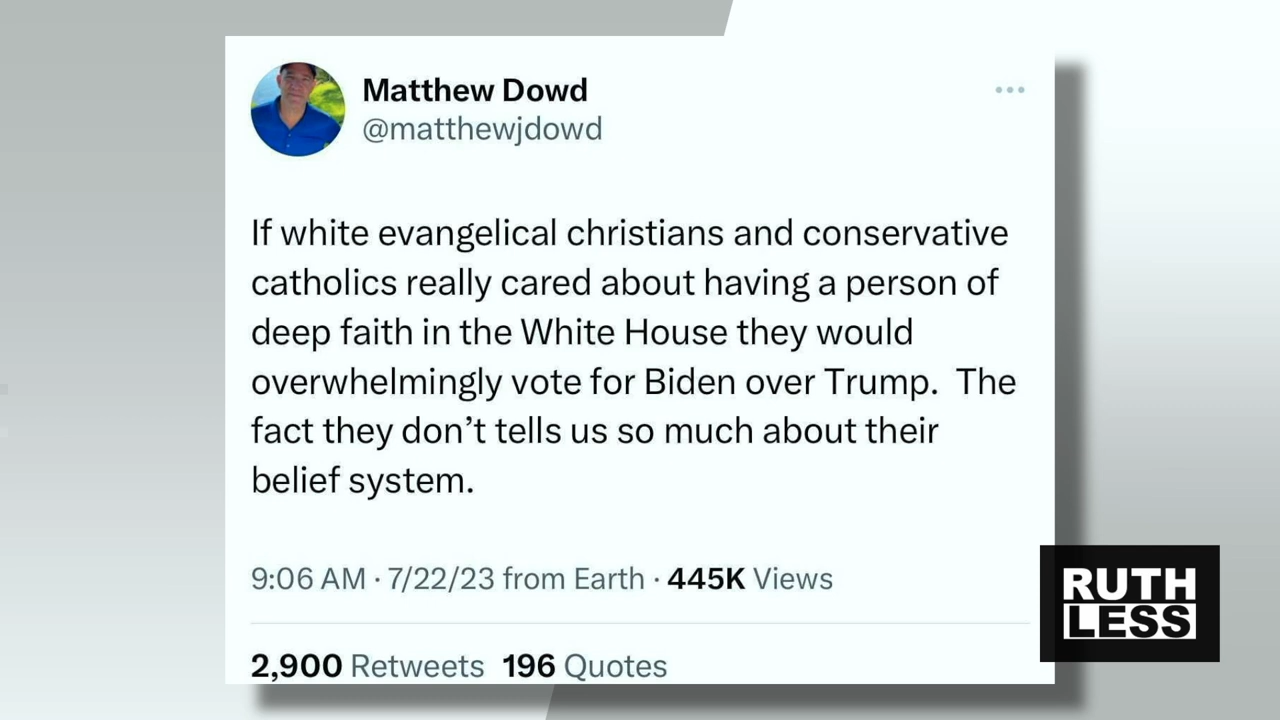 Matthew Dowd
@matthewjdowd
If white evangelical christians and conservative
catholics really cared about having a person of
deep faith in the White House they would
overwhelmingly vote for Biden over Trump.  The
fact they don’t tells us so much about their
belief system.
9:06 AM · 7/22/23 from Earth · 445K Views
2,900 Retweets 196 Quotes
RUTH
LESS